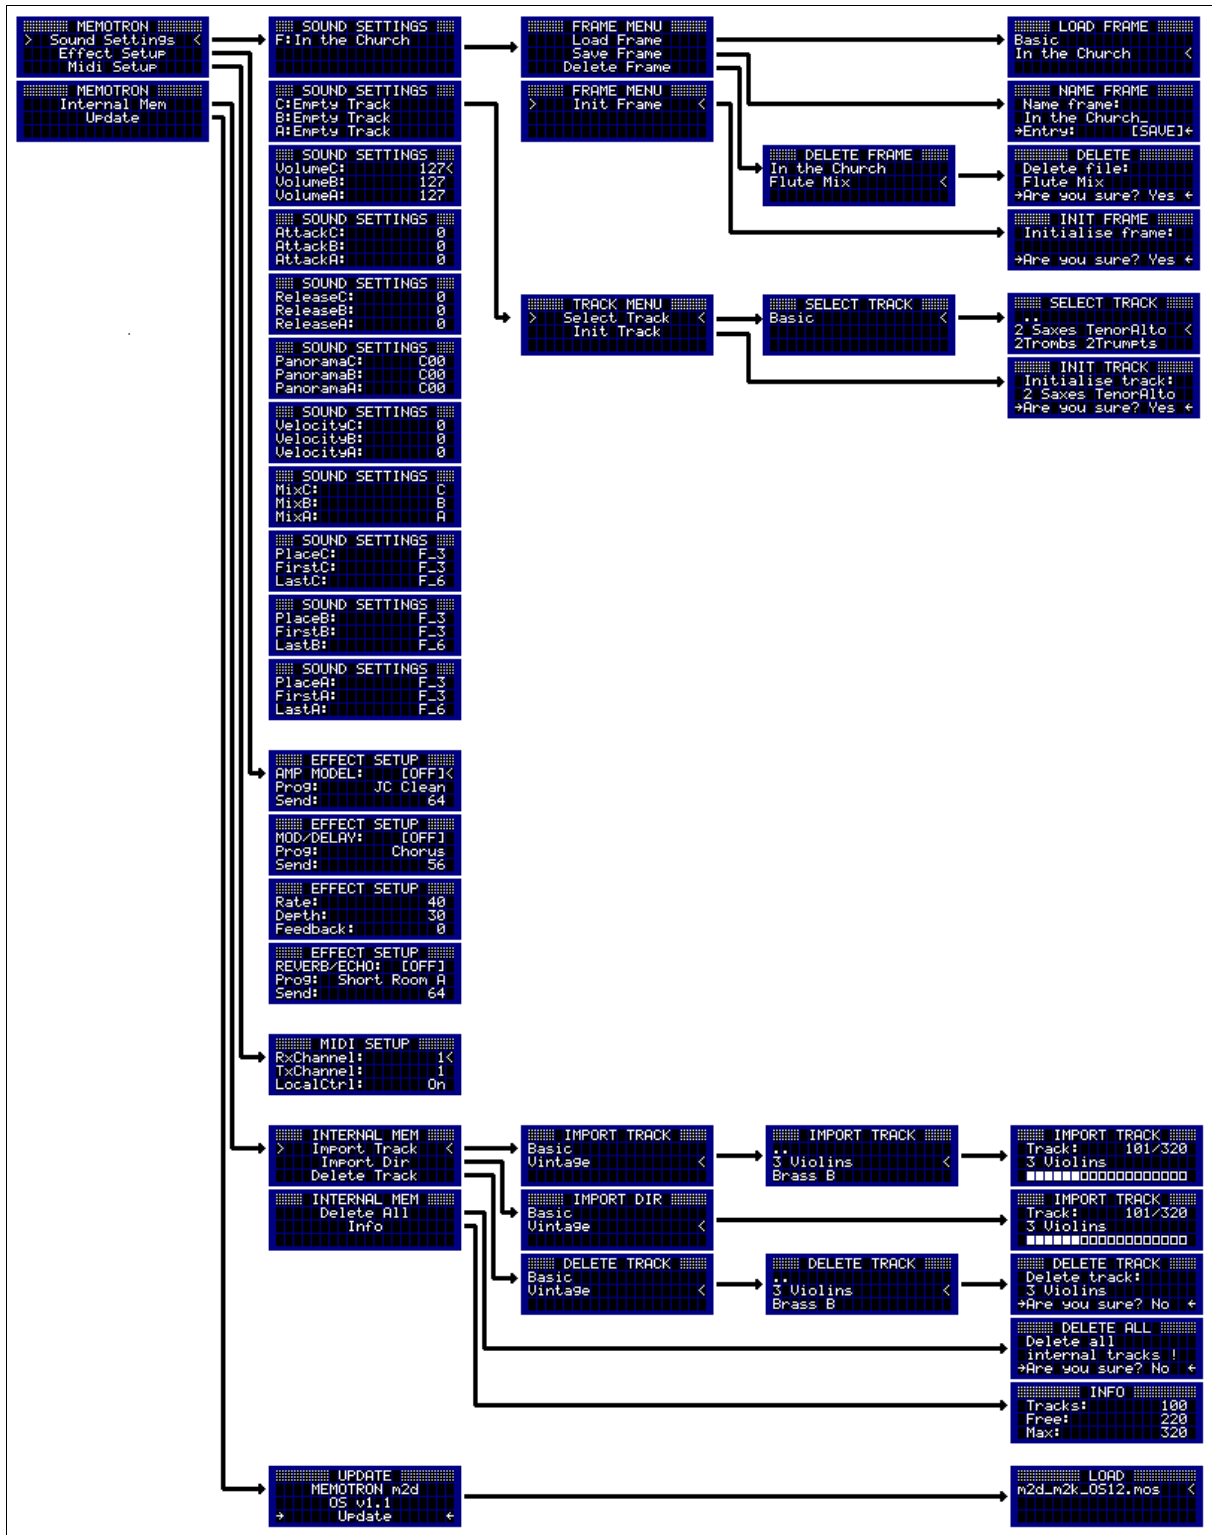 MEMOTRON
> Sound Settings <
Effect Setup
Midi Setup
MEMOTRON
Internal Mem
Update
SOUND SETTINGS
F:In the Church
SOUND SETTINGS
C:Empty Track
B:Empty Track
A:Empty Track
SOUND SETTINGS
VolumeC: 127<
VolumeB: 127
VolumeA: 127
SOUND SETTINGS
AttackC: 0
AttackB: 0
AttackA: 0
SOUND SETTINGS
ReleaseC: 0
ReleaseB: 0
ReleaseA: 0
SOUND SETTINGS
PanoramaC: C00
PanoramaB: C00
PanoramaA: C00
SOUND SETTINGS
VelocityC: 0
VelocityB: 0
VelocityA: 0
SOUND SETTINGS
MixC: C
MixB: B
MixA: A
SOUND SETTINGS
PlaceC: F_3
FirstC: F_3
LastC: F_6
SOUND SETTINGS
PlaceB: F_3
FirstB: F_3
LastB: F_6
SOUND SETTINGS
PlaceA: F_3
FirstA: F_3
LastA: F_6
FRAME MENU
Load Frame
Save Frame
Delete Frame
FRAME MENU
> Init Frame <
LOAD FRAME
Basic
In the Church <
NAME FRAME
Name frame:
In the Church_
→Entry: [SAVE]←
DELETE FRAME
In the Church
Flute Mix <
DELETE
Delete file:
Flute Mix
→Are you sure? Yes ←
INIT FRAME
Initialise frame:
→Are you sure? Yes ←
TRACK MENU
> Select Track <
Init Track
SELECT TRACK
Basic <
SELECT TRACK
..
2 Saxes TenorAlto <
2Trombs 2Trumpts
INIT TRACK
Initialise track:
2 Saxes TenorAlto
→Are you sure? Yes ←
EFFECT SETUP
AMP MODEL: [OFF]<
Prog: JC Clean
Send: 64
EFFECT SETUP
MOD/DELAY: [OFF]
Prog: Chorus
Send: 56
EFFECT SETUP
Rate: 40
Depth: 30
Feedback: 0
EFFECT SETUP
REVERB/ECHO: [OFF]
Prog: Short Room A
Send: 64
MIDI SETUP
RxChannel: 1<
TxChannel: 1
LocalCtrl: On
INTERNAL MEM
> Import Track <
Import Dir
Delete Track
INTERNAL MEM
Delete All
Info
IMPORT TRACK
Basic
Vintage <
IMPORT TRACK
..
3 Violins <
Brass B
IMPORT TRACK
Track: 101/320
3 Violins
IMPORT DIR
Basic
Vintage <
IMPORT TRACK
Track: 101/320
3 Violins
DELETE TRACK
Basic
Vintage <
DELETE TRACK
..
3 Violins <
Brass B
DELETE TRACK
Delete track:
3 Violins
→Are you sure? No ←
DELETE ALL
Delete all
internal tracks !
→Are you sure? No ←
INFO
Tracks: 100
Free: 220
Max: 320
UPDATE
MEMOTRON m2d
OS v1.1
→ Update ←
LOAD
m2d_m2k_OS12.mos <